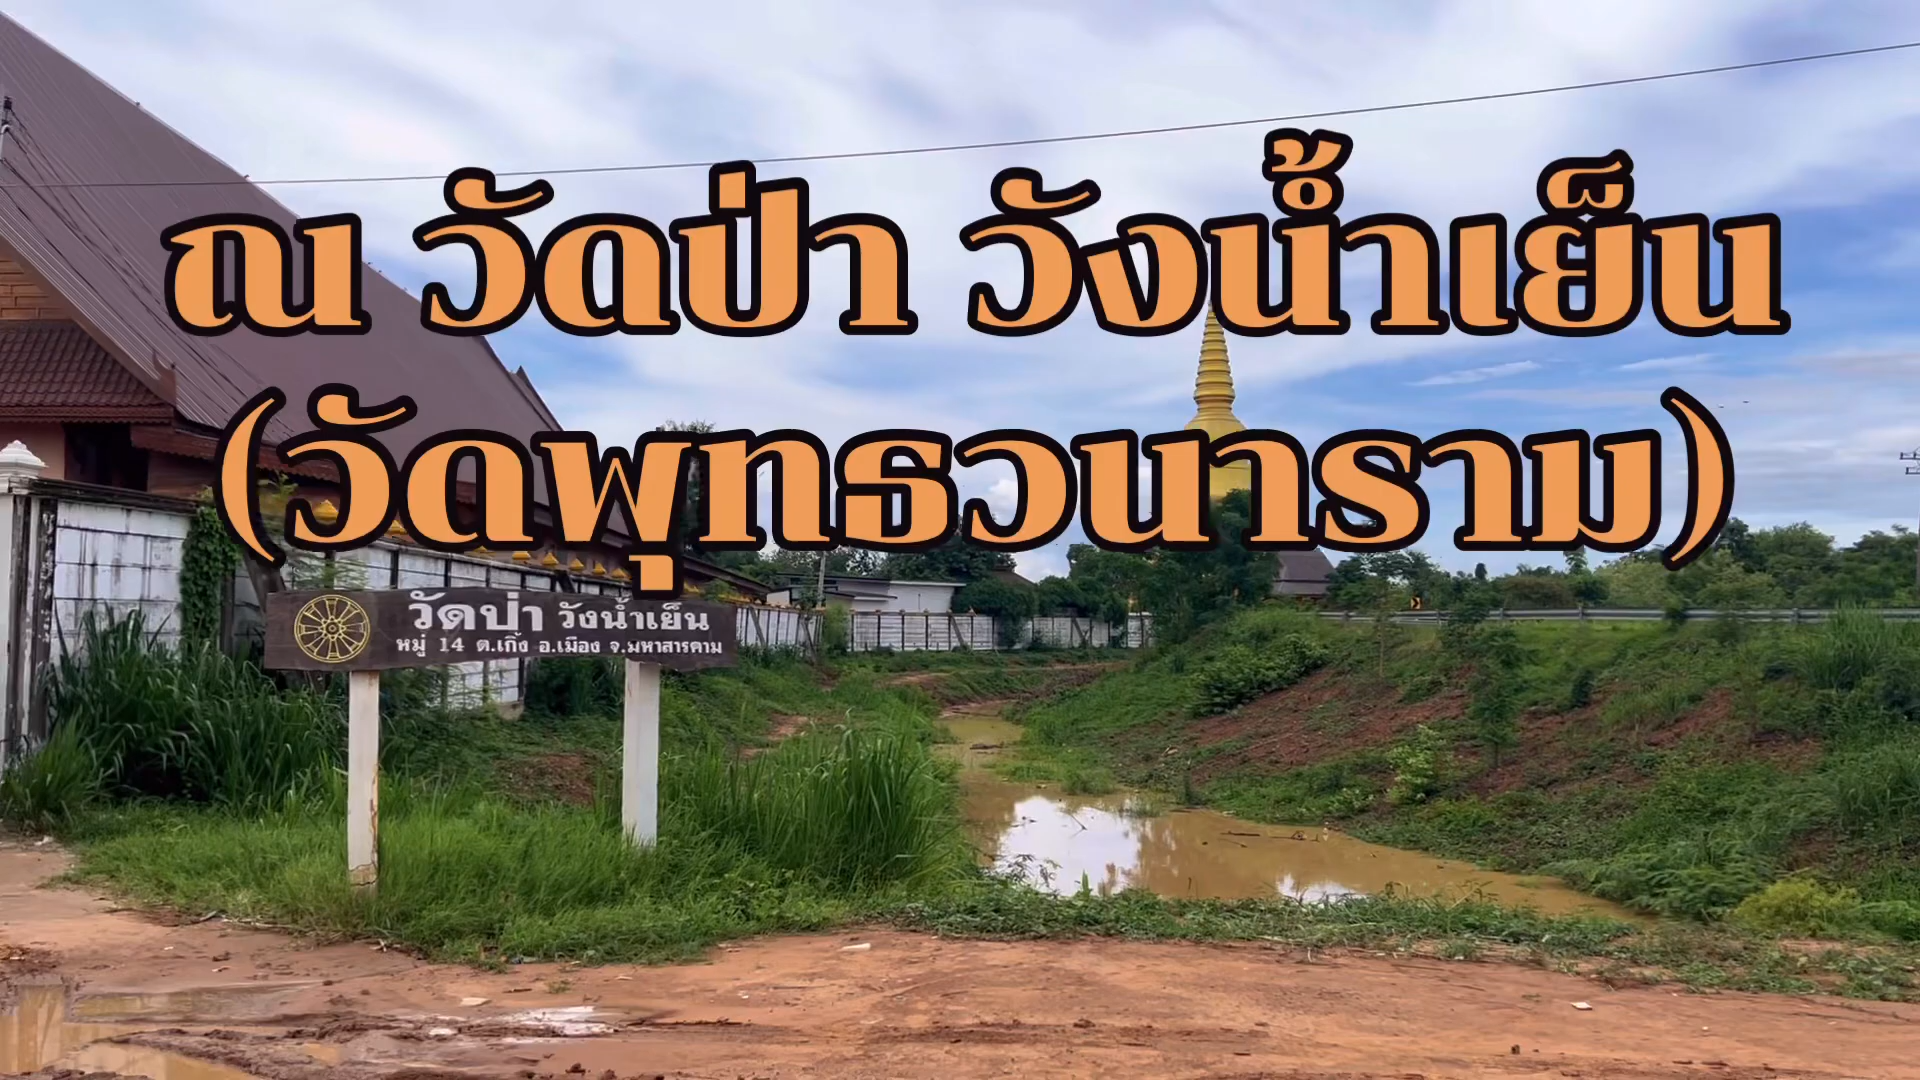 ณ วัดป่า วังน้ำเย็น
(วัดพุทธวนาราม)
วัดป่า วังน้ำเย็น
หมู่ 14 ต.เกิ้ง อ.เมือง จ.มหาสารคาม